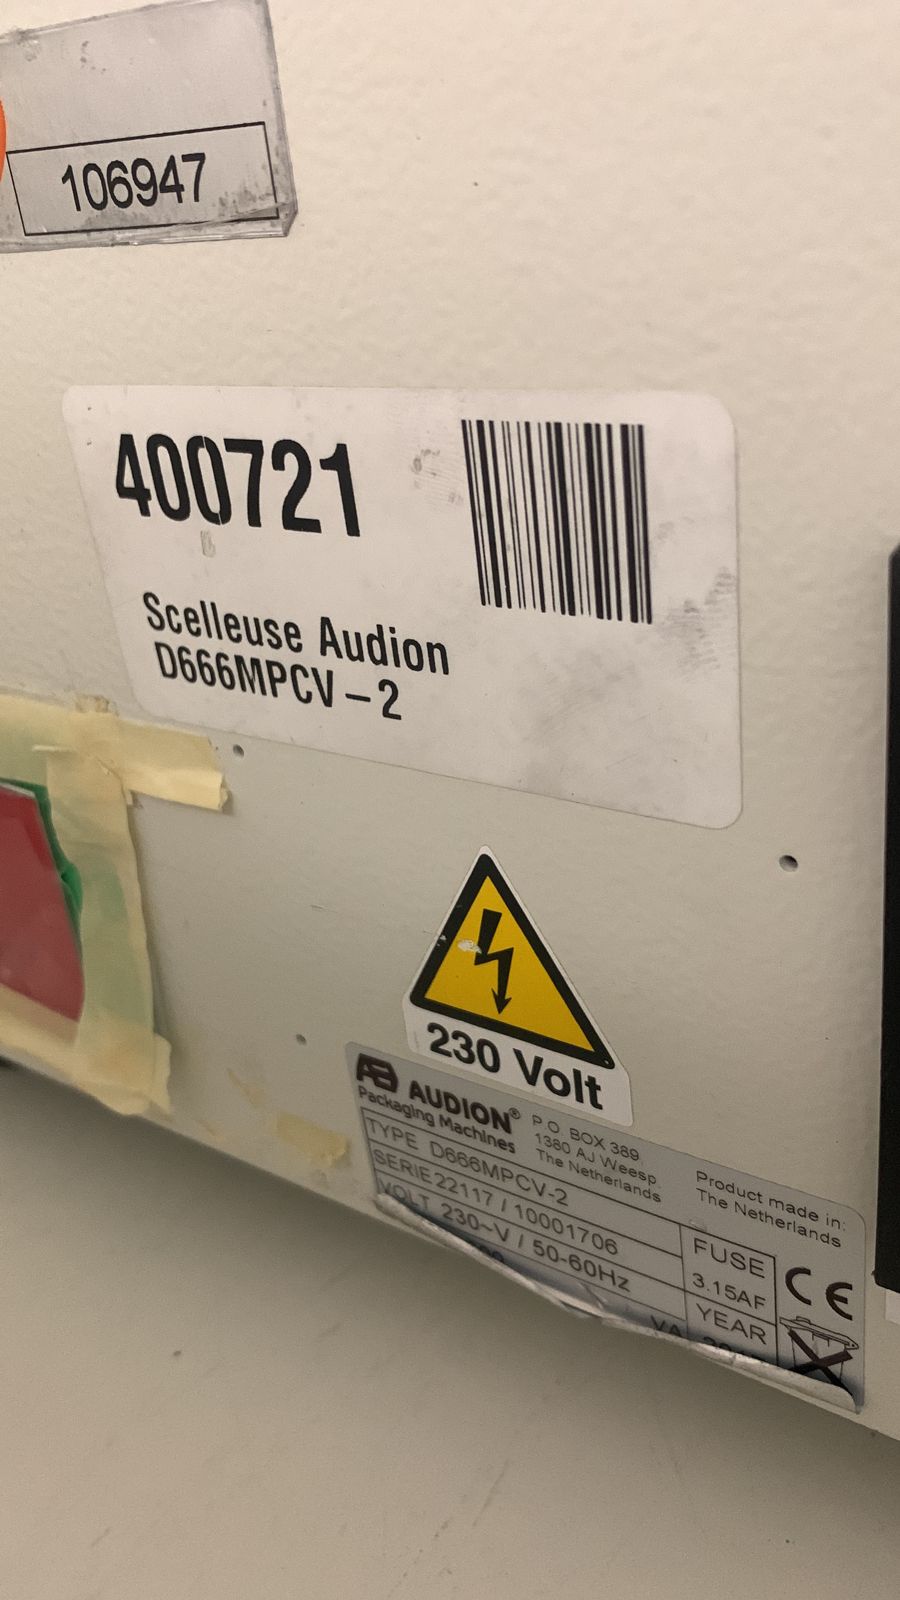 106947
400721
Scelleuse Audion
D666MPCV-2
230 Volt
AUDION®
Packaging Machines
P.O. BOX 389
1380 AJ Weesp.
The Netherlands
Product made in:
The Netherlands
TYPE D666MPCV-2
SERIE 22117 / 10001706
VOLT 230~V / 50-60Hz
VA
FUSE
3.15AF
YEAR
CE